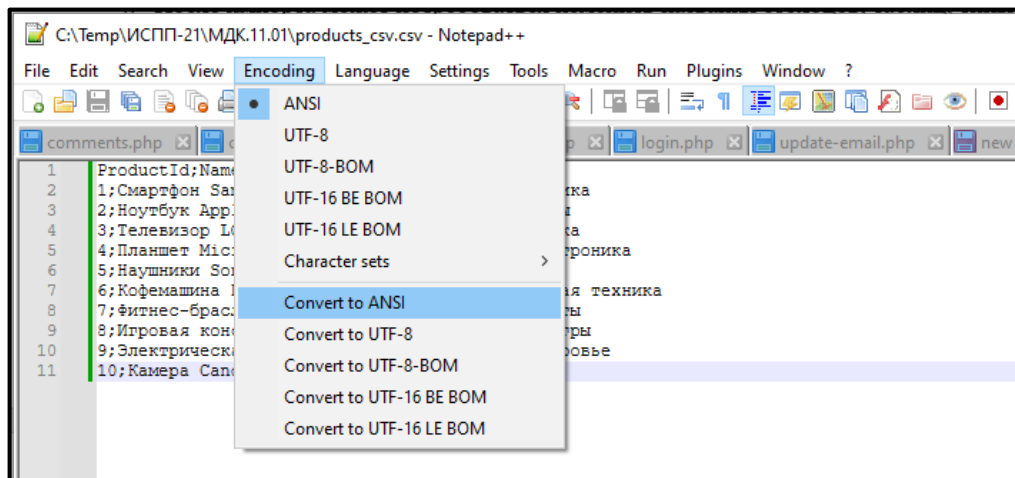 C:\Temp\ИСПП-21\МДК.11.01\products_csv.csv - Notepad++
File Edit Search View Encoding Language Settings Tools Macro Run Plugins Window ?
ANSI
UTF-8
UTF-8-BOM
UTF-16 BE BOM
UTF-16 LE BOM
Character sets
Convert to ANSI
Convert to UTF-8
Convert to UTF-8-BOM
Convert to UTF-16 BE BOM
Convert to UTF-16 LE BOM
comments.php login.php update-email.php new
1 ProductId;Name
2 1;Смартфон Sam
3 2;Ноутбук Appl
4 3;Телевизор LG
5 4;Планшет Micr троника
6 5;Наушники Son
7 6;Кофемашина ая техника
8 7;Фитнес-брасл ты
9 8;Игровая конс тры
10 9;Электрическа ровье
11 10;Камера Cano